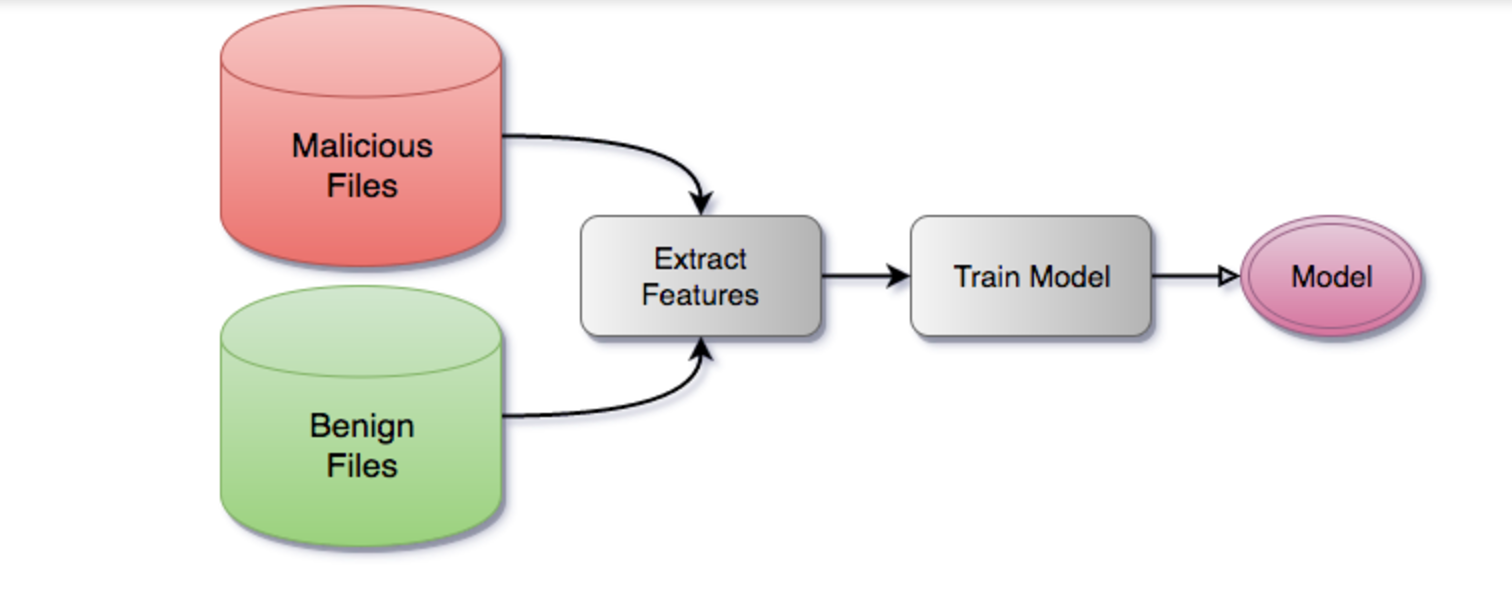 Malicious
Files
Extract
Features
Train Model
Model
Benign
Files